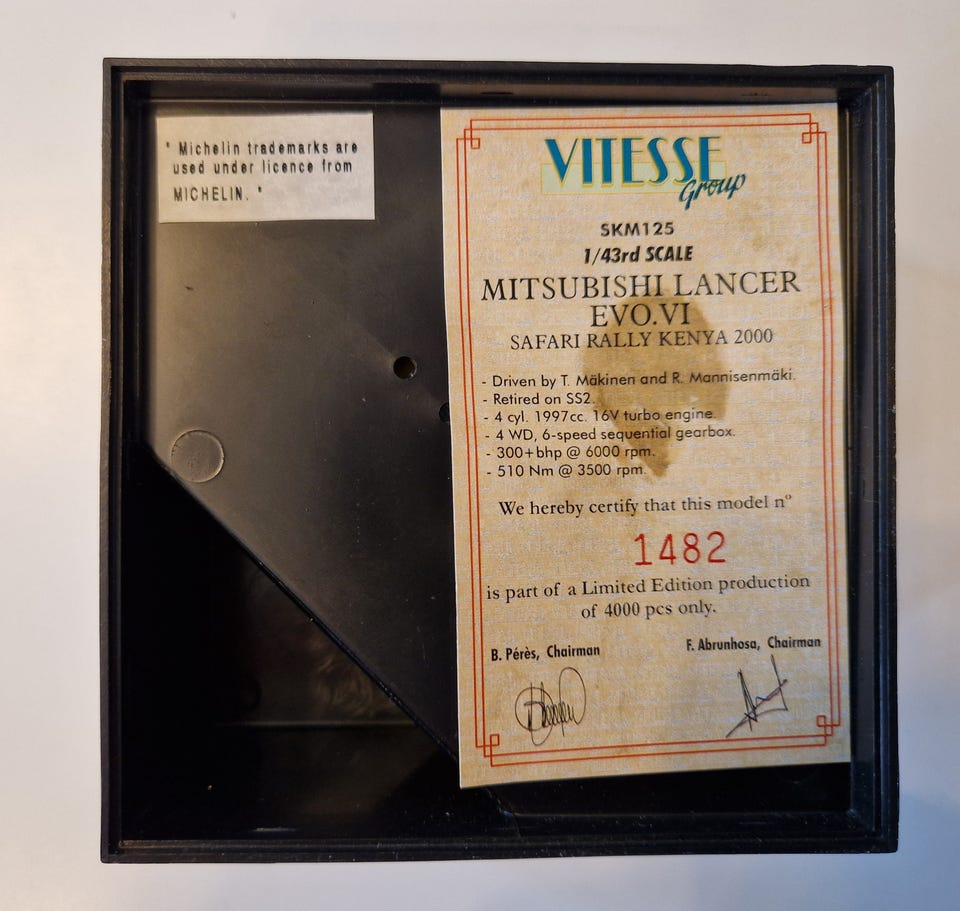 " Michelin trademarks are
used under licence from
MICHELIN. "
VITESSE
Group
SKM125
1/43rd SCALE
MITSUBISHI LANCER
EVO.VI
SAFARI RALLY KENYA 2000
- Driven by T. Mäkinen and R. Mannisenmäki.
- Retired on SS2.
- 4 cyl. 1997cc. 16V turbo engine.
- 4 WD, 6-speed sequential gearbox.
- 300+bhp @ 6000 rpm.
- 510 Nm @ 3500 rpm.
We hereby certify that this model nº
1482
is part of a Limited Edition production
of 4000 pcs only.
B. Pérès, Chairman F. Abrunhosa, Chairman